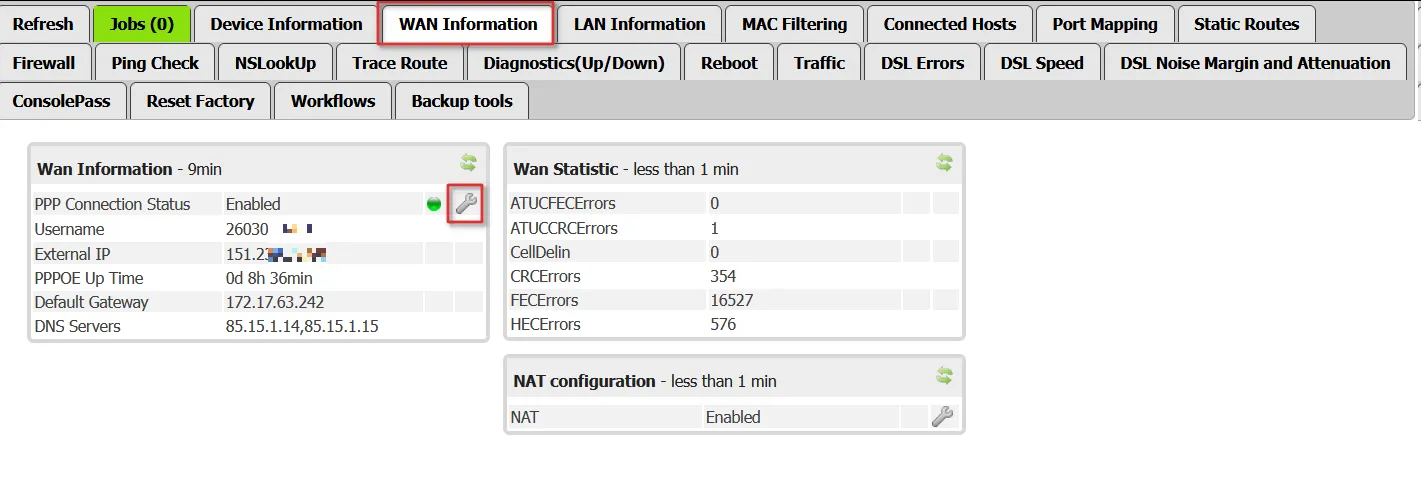 Refresh Jobs (0) Device Information WAN Information LAN Information MAC Filtering Connected Hosts Port Mapping Static Routes
Firewall Ping Check NSLookUp Trace Route Diagnostics(Up/Down) Reboot Traffic DSL Errors DSL Speed DSL Noise Margin and Attenuation
ConsolePass Reset Factory Workflows Backup tools
Wan Information - 9min
PPP Connection Status Enabled
Username 26030
External IP 151.23
PPPOE Up Time 0d 8h 36min
Default Gateway 172.17.63.242
DNS Servers 85.15.1.14,85.15.1.15
Wan Statistic - less than 1 min
ATUCFECErrors 0
ATUCCRCErrors 1
CellDelin 0
CRCErrors 354
FECErrors 16527
HECErrors 576
NAT configuration - less than 1 min
NAT Enabled